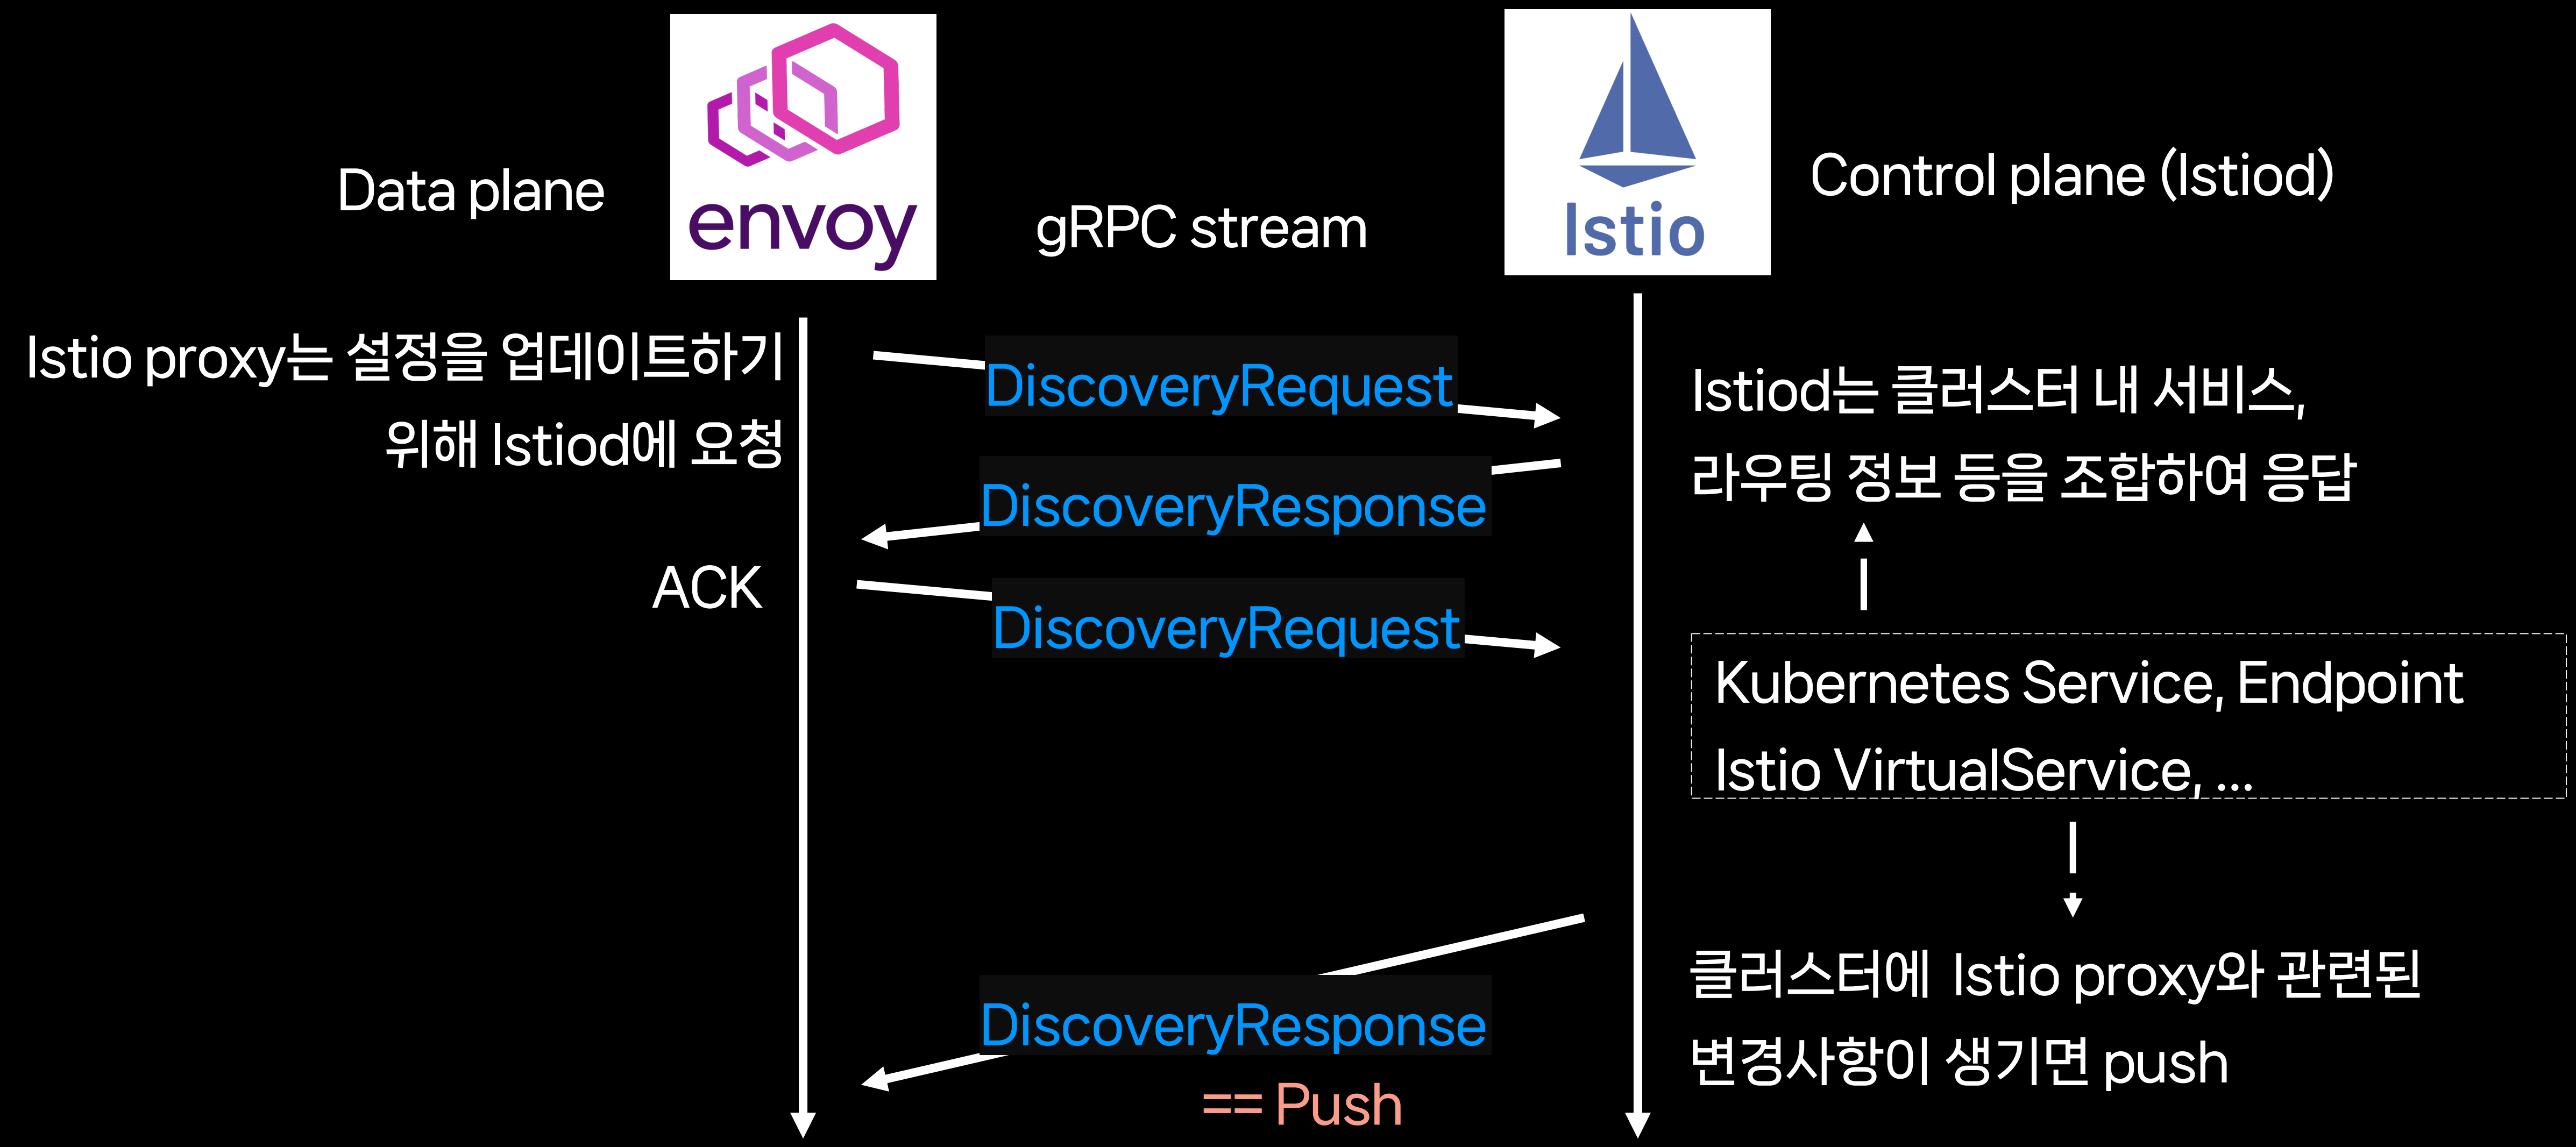 Data plane
envoy
gRPC stream
Istio
Control plane (Istiod)
Istio proxy는 설정을 업데이트하기
위해 Istiod에 요청
DiscoveryRequest
Istiod는 클러스터 내 서비스,
라우팅 정보 등을 조합하여 응답
DiscoveryResponse
ACK
DiscoveryRequest
Kubernetes Service, Endpoint
Istio VirtualService, ...
클러스터에 Istio proxy와 관련된
변경사항이 생기면 push
DiscoveryResponse
== Push